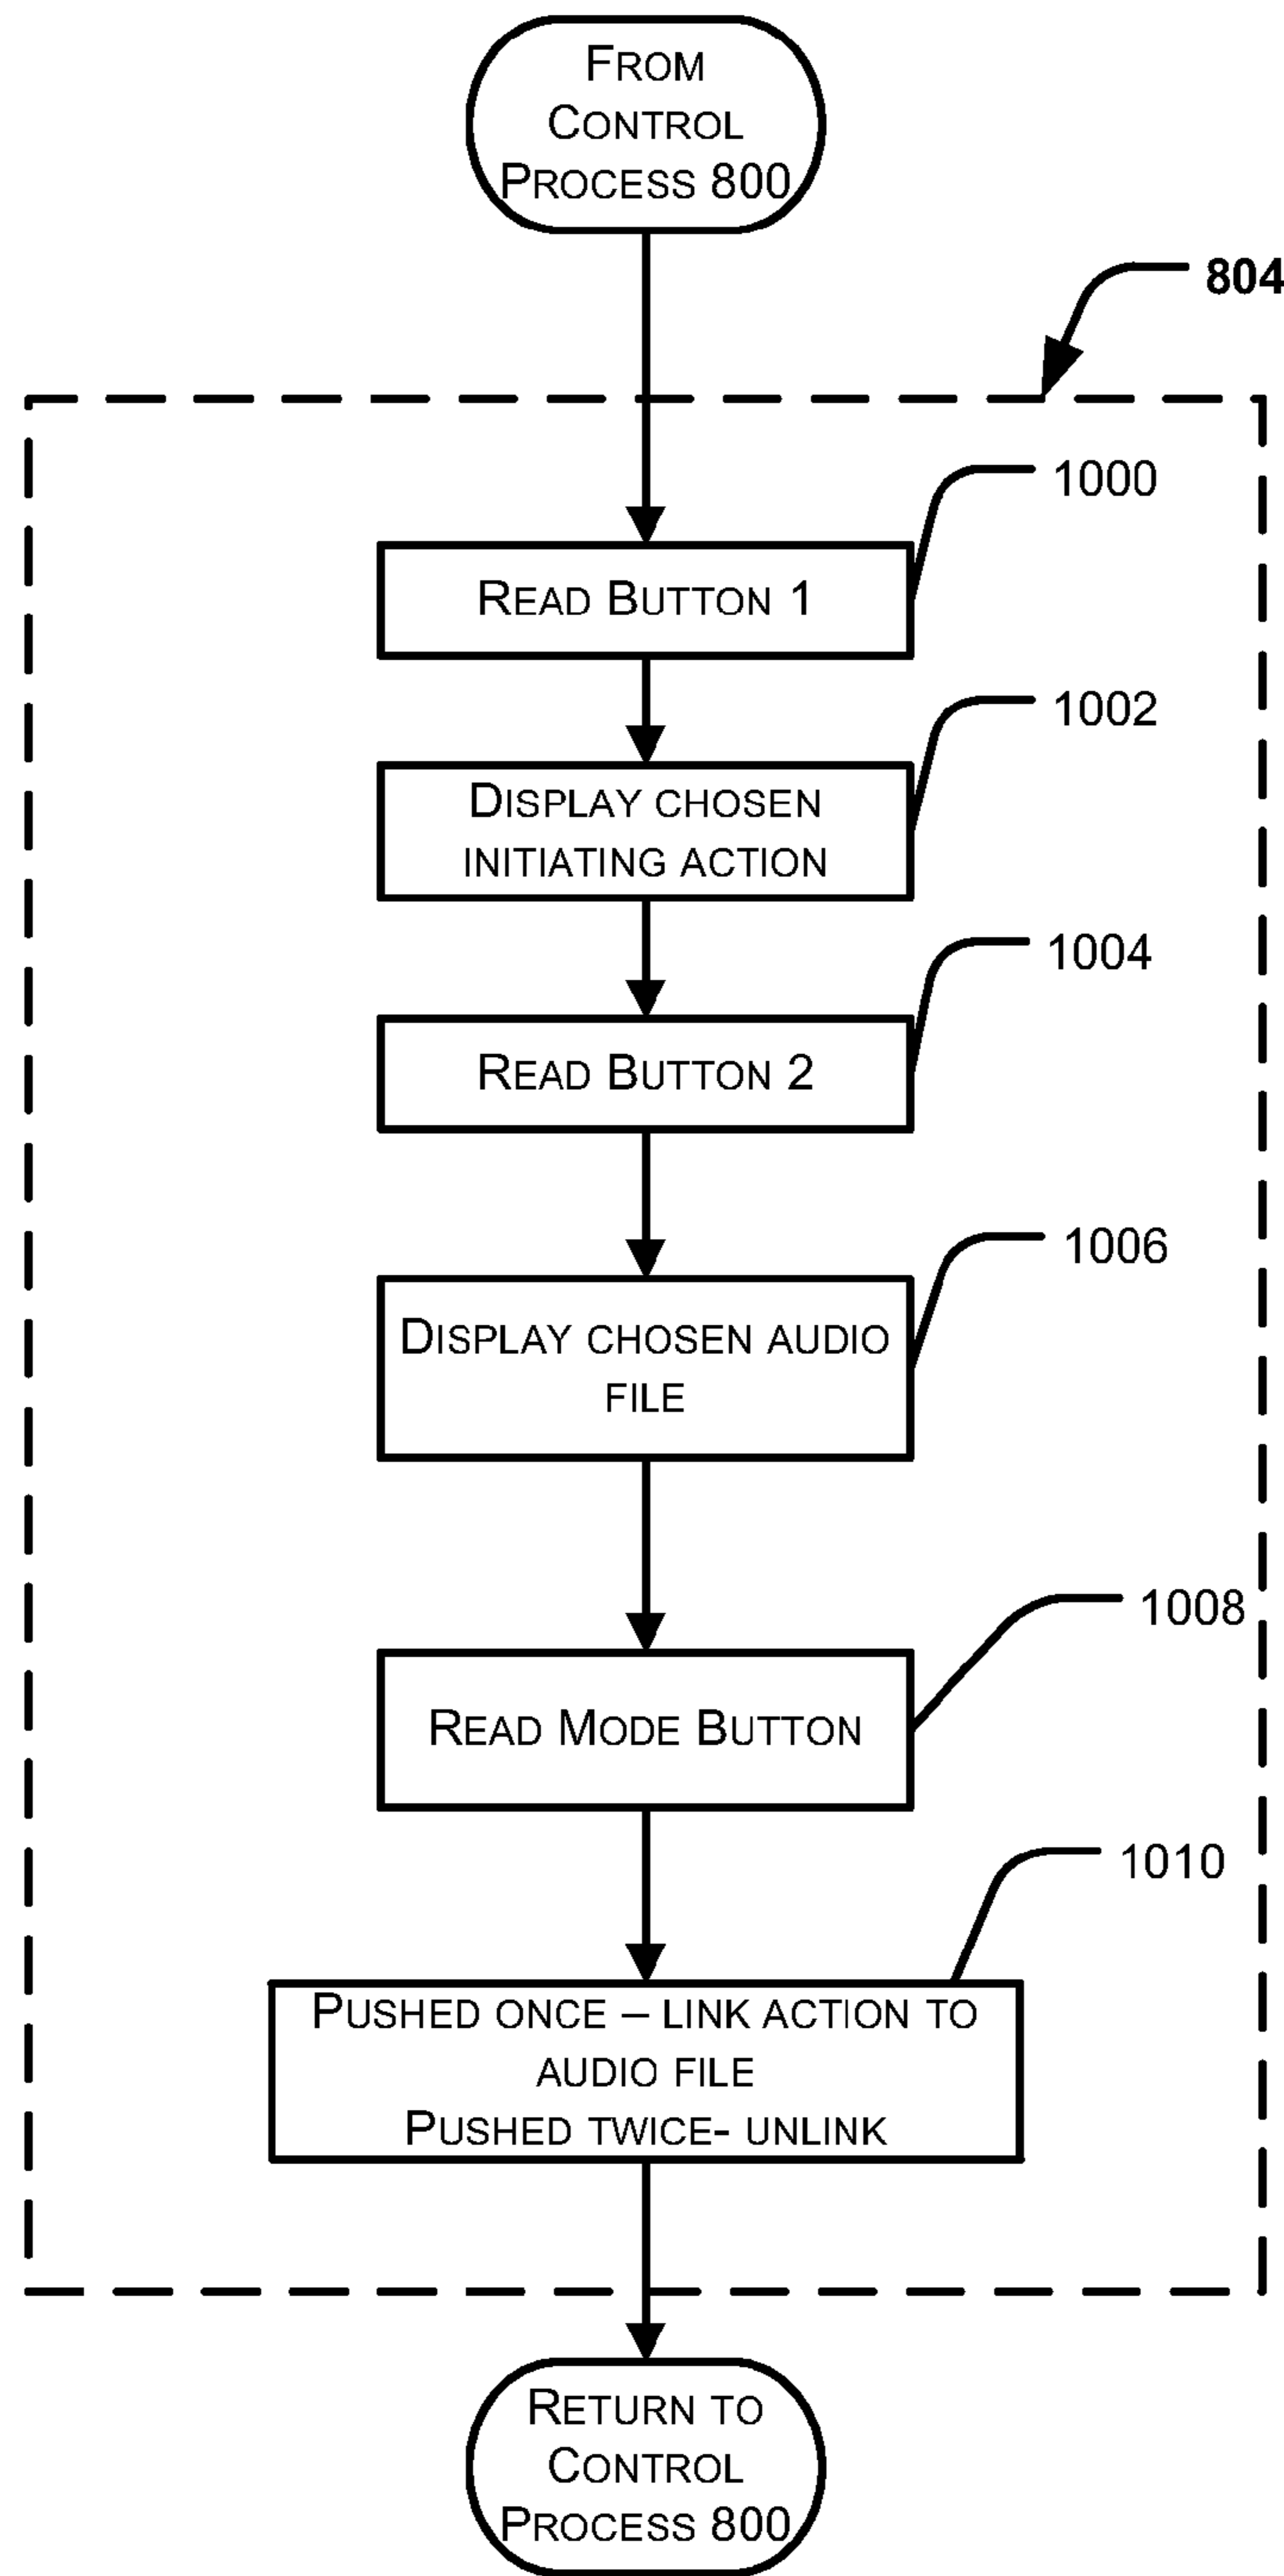 FROM
CONTROL
PROCESS 800
804
1000
READ BUTTON 1
1002
DISPLAY CHOSEN
INITIATING ACTION
1004
READ BUTTON 2
1006
DISPLAY CHOSEN AUDIO
FILE
1008
READ MODE BUTTON
1010
PUSHED ONCE – LINK ACTION TO
AUDIO FILE
PUSHED TWICE- UNLINK
RETURN TO
CONTROL
PROCESS 800